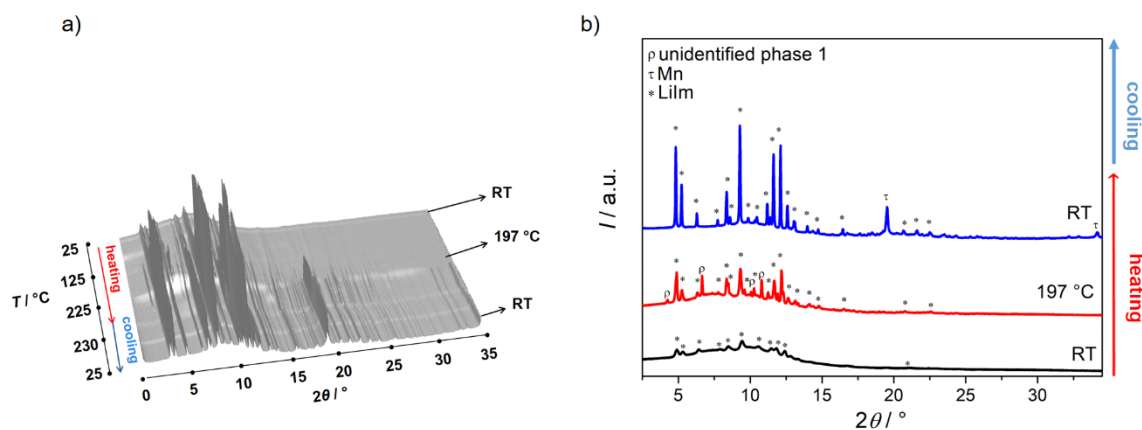 a)
RT
197 °C
RT
25
125
225
230
25
T / °C
heating
cooling
0
5
10
15
20
25
30
35
2θ / °
b)
ρ unidentified phase 1
τ Mn
* LiIm
* * * * * * * * * * * * * * * * * τ * * * τ
RT
* ρ * * ρ * * * * ρ * ρ * * * * * * * * *
197 °C
* * * * * * * * * * * *
RT
I / a.u.
5
10
15
20
25
30
2θ / °
cooling
heating